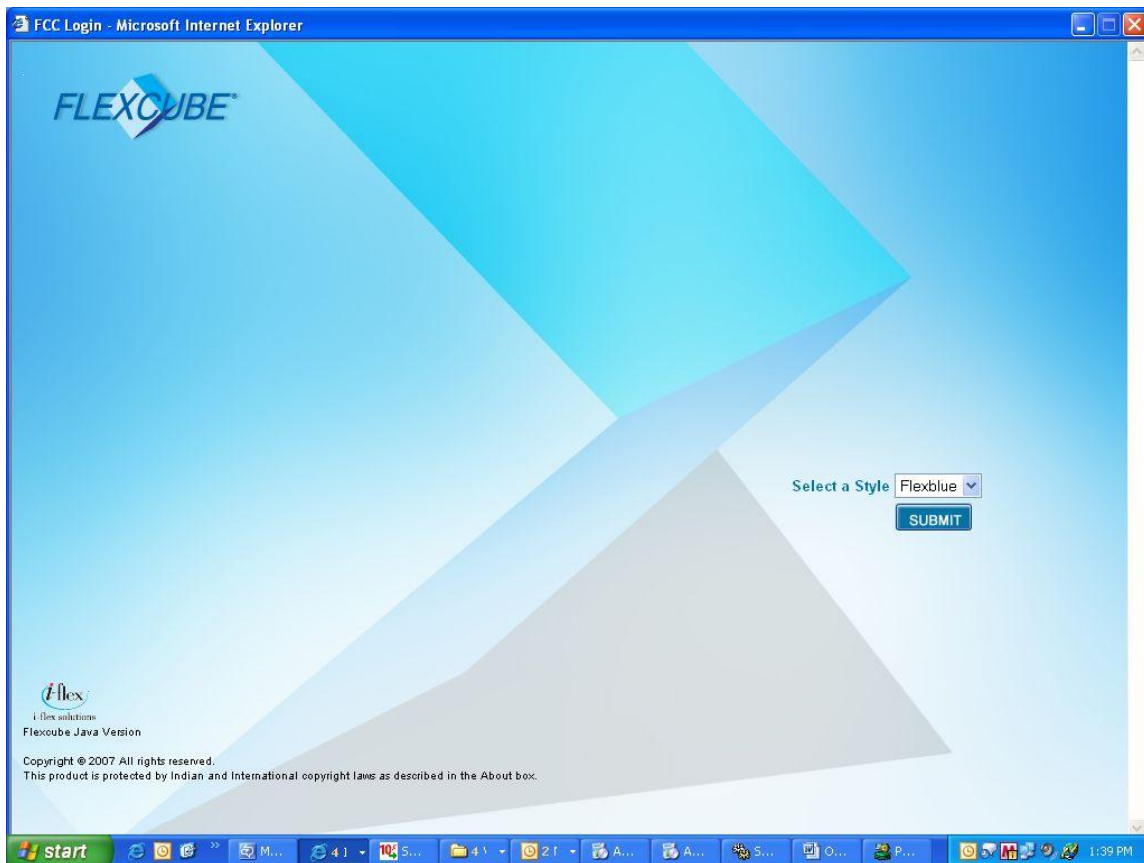 FCC Login - Microsoft Internet Explorer
FLEXCUBE®
Select a Style Flexblue
SUBMIT
i-flex
i-flex solutions
Flexcube Java Version
Copyright © 2007 All rights reserved.
This product is protected by Indian and International copyright laws as described in the About box.
start M... S... A... A... S... O... P... 1:39 PM